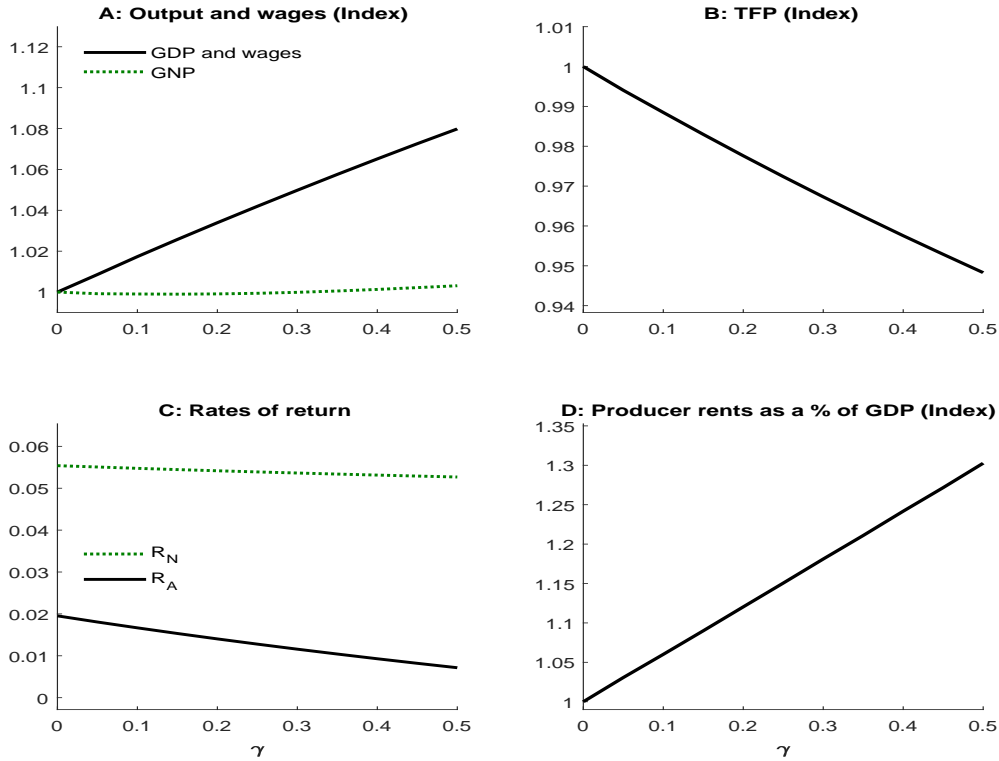 A: Output and wages (Index)
1.12
1.1
1.08
1.06
1.04
1.02
1
GDP and wages
GNP
0 0.1 0.2 0.3 0.4 0.5
B: TFP (Index)
1.01
1
0.99
0.98
0.97
0.96
0.95
0.94
0 0.1 0.2 0.3 0.4 0.5
C: Rates of return
0.06
0.05
0.04
0.03
0.02
0.01
0
R_N
R_A
0 0.1 0.2 0.3 0.4 0.5
γ
D: Producer rents as a % of GDP (Index)
1.35
1.3
1.25
1.2
1.15
1.1
1.05
1
0 0.1 0.2 0.3 0.4 0.5
γ